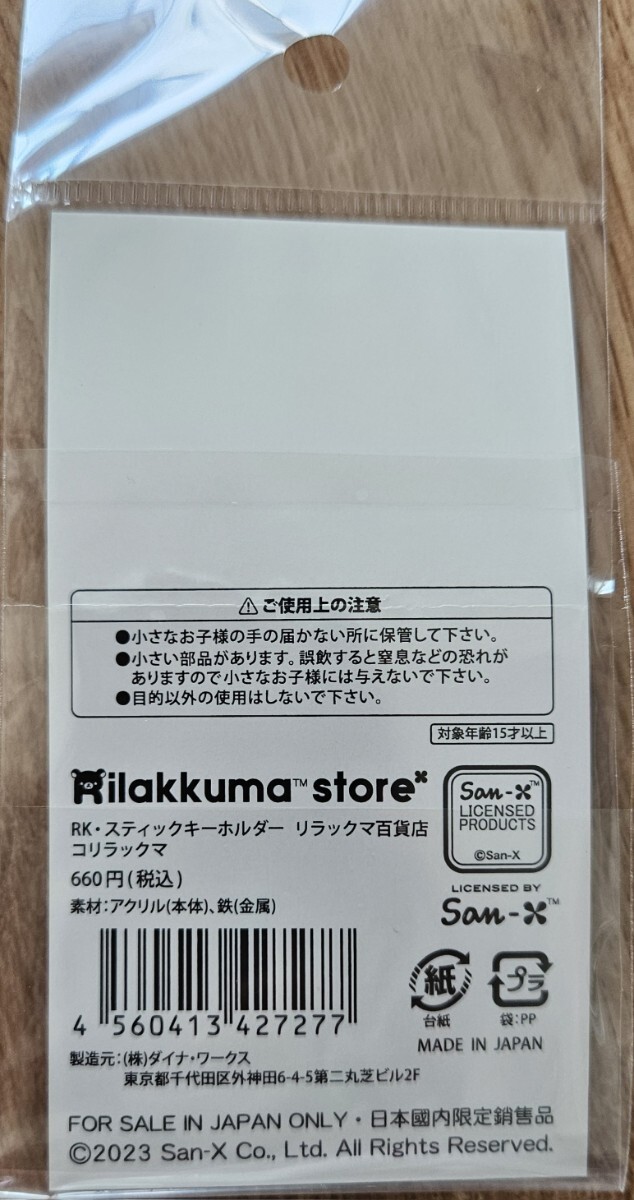 ⚠ ご使用上の注意
●小さなお子様の手の届かない所に保管して下さい。
●小さい部品があります。誤飲すると窒息などの恐れが
ありますので小さなお子様には与えないで下さい。
●目的以外の使用はしないで下さい。
対象年齢15才以上
Rilakkuma™ store
RK・スティックキーホルダー リラックマ百貨店
コリラックマ
660円(税込)
素材:アクリル(本体)、鉄(金属)
San-X™
LICENSED
PRODUCTS
©San-X
LICENSED BY
San-X™
4 560413 427277
紙
台紙
プラ
袋:PP
MADE IN JAPAN
製造元:(株)ダイナ・ワークス
東京都千代田区外神田6-4-5第二丸芝ビル2F
FOR SALE IN JAPAN ONLY・日本國内限定銷售品
©2023 San-X Co., Ltd. All Rights Reserved.